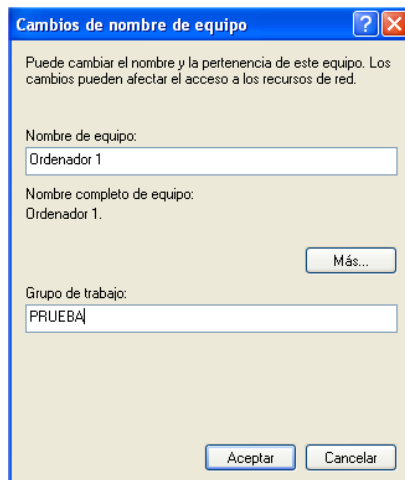 Cambios de nombre de equipo
Puede cambiar el nombre y la pertenencia de este equipo. Los
cambios pueden afectar el acceso a los recursos de red.
Nombre de equipo:
Ordenador 1
Nombre completo de equipo:
Ordenador 1.
Más...
Grupo de trabajo:
PRUEBA
Aceptar Cancelar